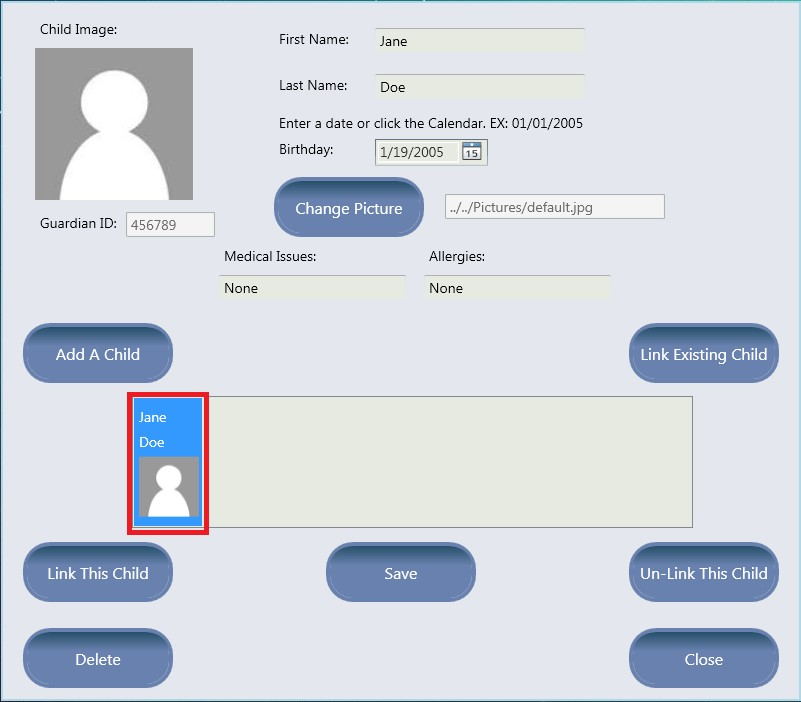 Child Image:
First Name: Jane
Last Name: Doe
Enter a date or click the Calendar. EX: 01/01/2005
Birthday: 1/19/2005 15
Change Picture ../../Pictures/default.jpg
Guardian ID: 456789
Medical Issues: Allergies:
None None
Add A Child Link Existing Child
Jane
Doe
Link This Child Save Un-Link This Child
Delete Close